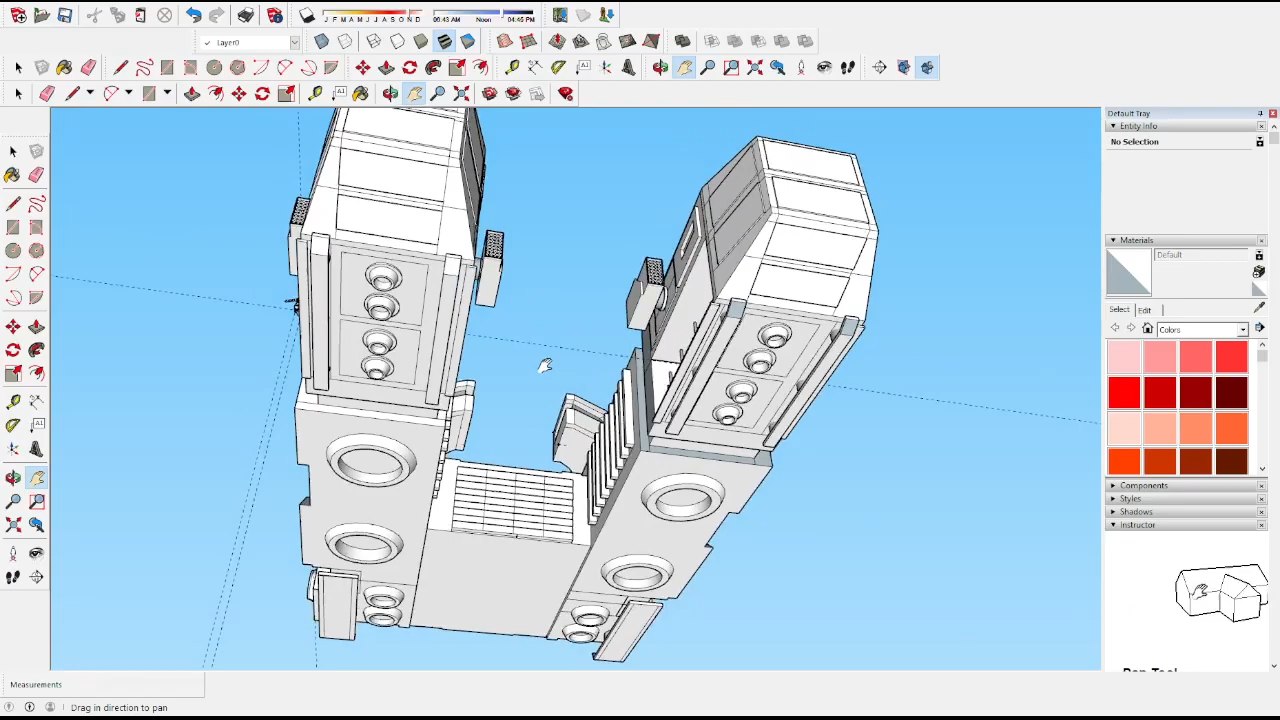 J F M A M J J A S O N D
06:43 AM Noon 04:45 PM
Layer0
Default Tray
Entity Info
No Selection
Materials
Default
Select Edit
Colors
Components
Styles
Shadows
Instructor
Measurements
Drag in direction to pan